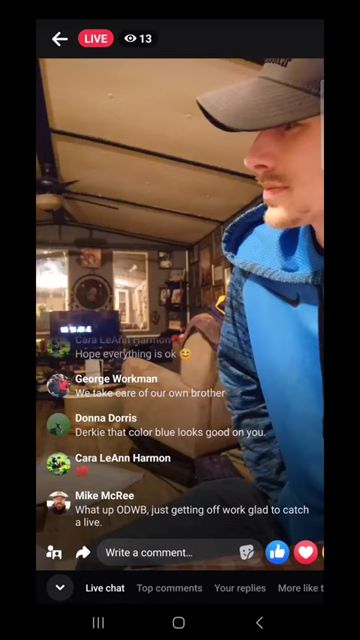 LIVE 13
Cara LeAnn Harmon
Hope everything is ok
George Workman
We take care of our own brother
Donna Dorris
Derkie that color blue looks good on you.
Cara LeAnn Harmon
Mike McRee
What up ODWB, just getting off work glad to catch
a live.
Write a comment...
Live chat Top comments Your replies More like t